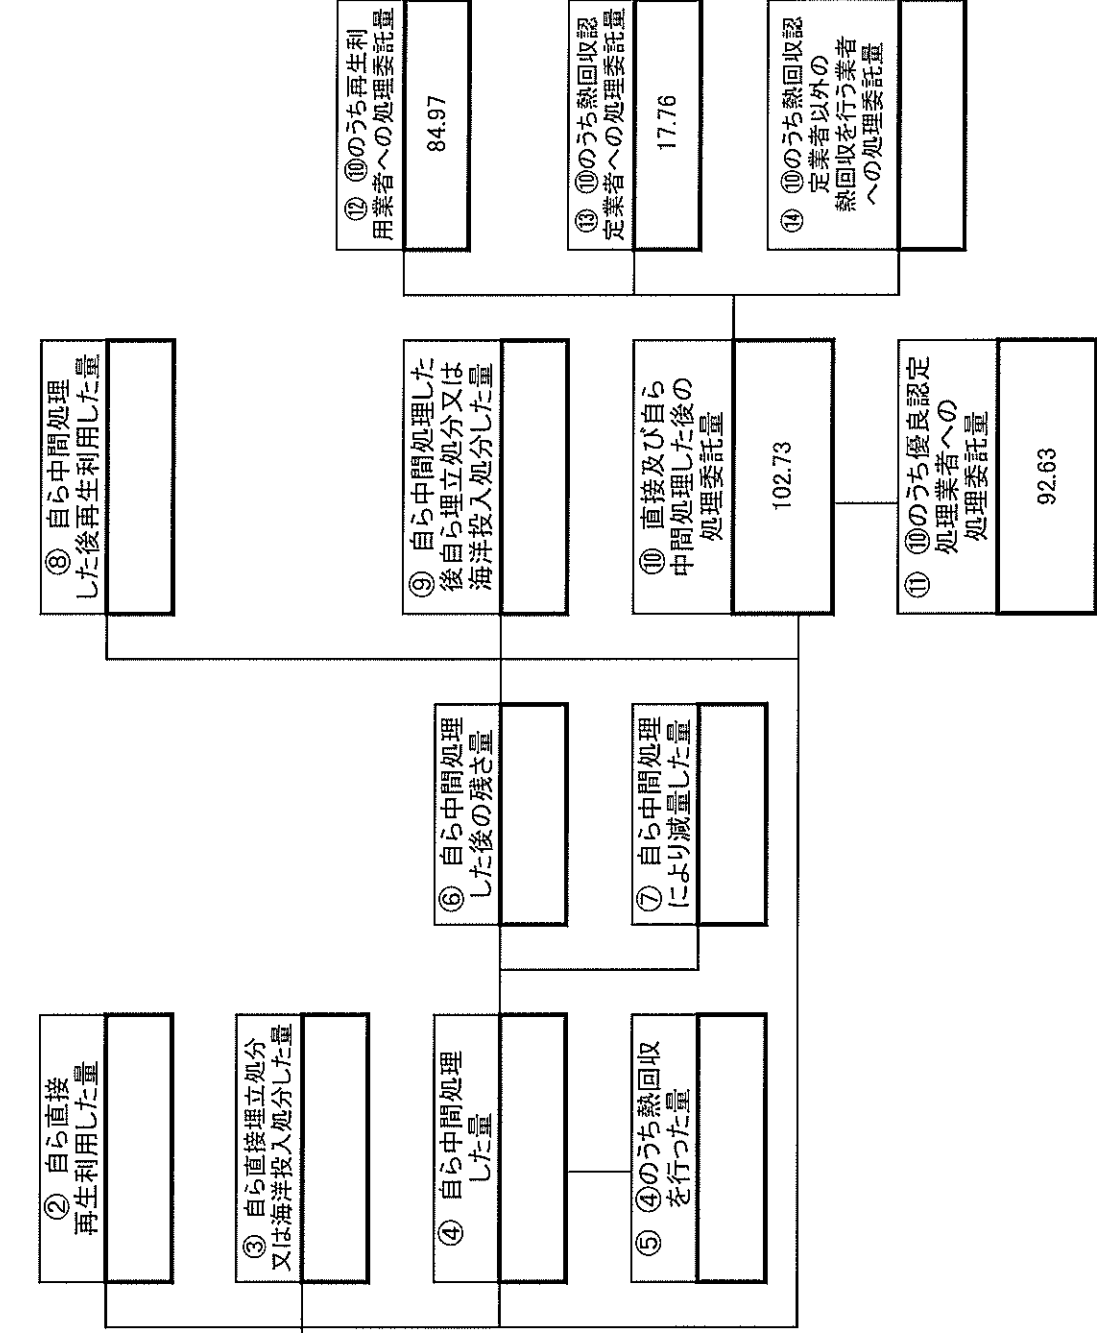 ② 自ら直接
再生利用した量
③ 自ら直接埋立処分
又は海洋投入処分した量
④ 自ら中間処理
した量
⑤ ④のうち熱回収
を行った量
⑥ 自ら中間処理
した後の残さ量
⑦ 自ら中間処理
により減量した量
⑧ 自ら中間処理
した後再生利用した量
⑨ 自ら中間処理した
後自ら埋立処分又は
海洋投入処分した量
⑩ 直接及び自ら
中間処理した後の
処理委託量
102.73
⑪ ⑩のうち優良認定
処理業者への
処理委託量
92.63
⑫ ⑩のうち再生利
用業者への処理委託量
84.97
⑬ ⑩のうち熱回収認
定業者への処理委託量
17.76
⑭ ⑩のうち熱回収認
定業者以外の
熱回収を行う業者
への処理委託量